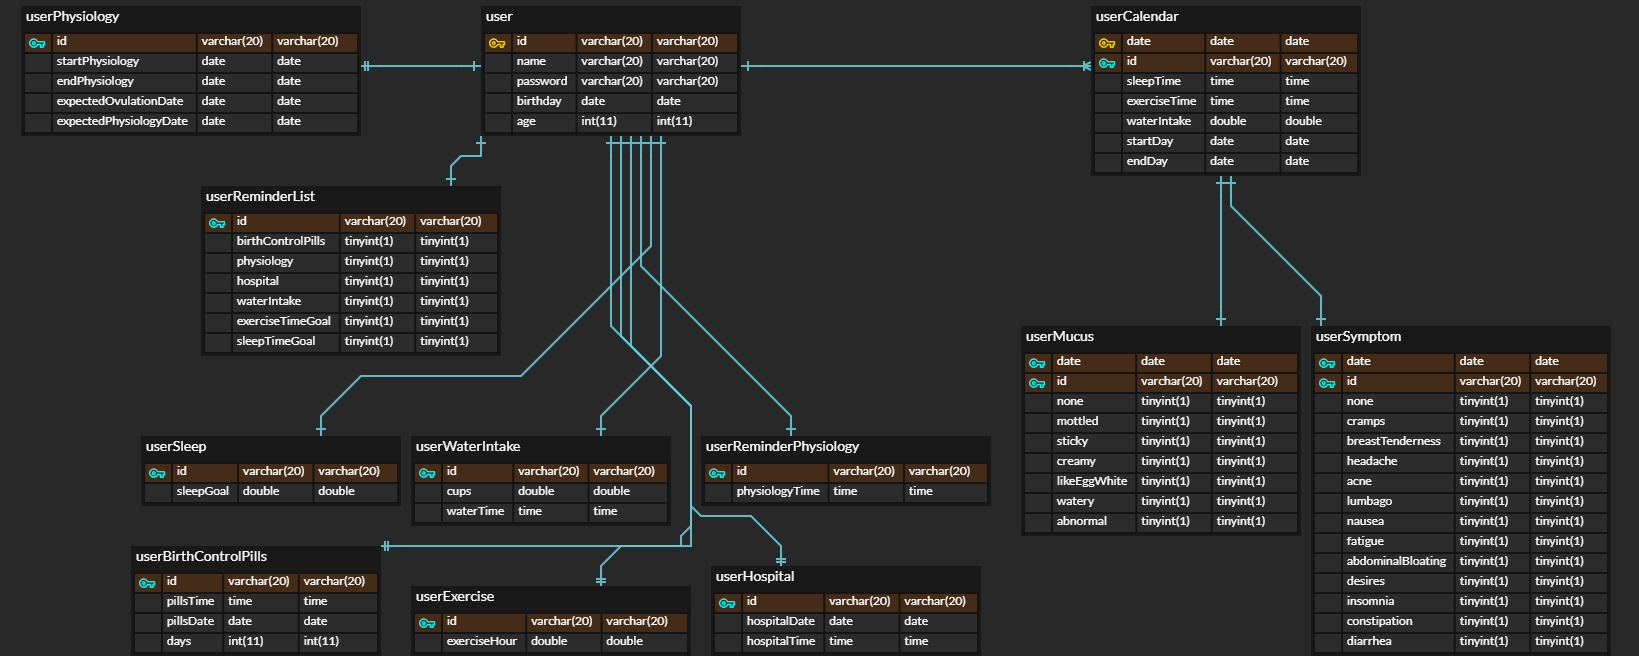 userPhysiology
id varchar(20) varchar(20)
startPhysiology date date
endPhysiology date date
expectedOvulationDate date date
expectedPhysiologyDate date date
user
id varchar(20) varchar(20)
name varchar(20) varchar(20)
password varchar(20) varchar(20)
birthday date date
age int(11) int(11)
userCalendar
date date date
id varchar(20) varchar(20)
sleepTime time time
exerciseTime time time
waterIntake double double
startDay date date
endDay date date
userReminderList
id varchar(20) varchar(20)
birthControlPills tinyint(1) tinyint(1)
physiology tinyint(1) tinyint(1)
hospital tinyint(1) tinyint(1)
waterIntake tinyint(1) tinyint(1)
exerciseTimeGoal tinyint(1) tinyint(1)
sleepTimeGoal tinyint(1) tinyint(1)
userMucus
date date date
id varchar(20) varchar(20)
none tinyint(1) tinyint(1)
mottled tinyint(1) tinyint(1)
sticky tinyint(1) tinyint(1)
creamy tinyint(1) tinyint(1)
likeEggWhite tinyint(1) tinyint(1)
watery tinyint(1) tinyint(1)
abnormal tinyint(1) tinyint(1)
userSymptom
date date date
id varchar(20) varchar(20)
none tinyint(1) tinyint(1)
cramps tinyint(1) tinyint(1)
breastTenderness tinyint(1) tinyint(1)
headache tinyint(1) tinyint(1)
acne tinyint(1) tinyint(1)
lumbago tinyint(1) tinyint(1)
nausea tinyint(1) tinyint(1)
fatigue tinyint(1) tinyint(1)
abdominalBloating tinyint(1) tinyint(1)
desires tinyint(1) tinyint(1)
insomnia tinyint(1) tinyint(1)
constipation tinyint(1) tinyint(1)
diarrhea tinyint(1) tinyint(1)
userSleep
id varchar(20) varchar(20)
sleepGoal double double
userWaterIntake
id varchar(20) varchar(20)
cups double double
waterTime time time
userReminderPhysiology
id varchar(20) varchar(20)
physiologyTime time time
userBirthControlPills
id varchar(20) varchar(20)
pillsTime time time
pillsDate date date
days int(11) int(11)
userExercise
id varchar(20) varchar(20)
exerciseHour double double
userHospital
id varchar(20) varchar(20)
hospitalDate date date
hospitalTime time time